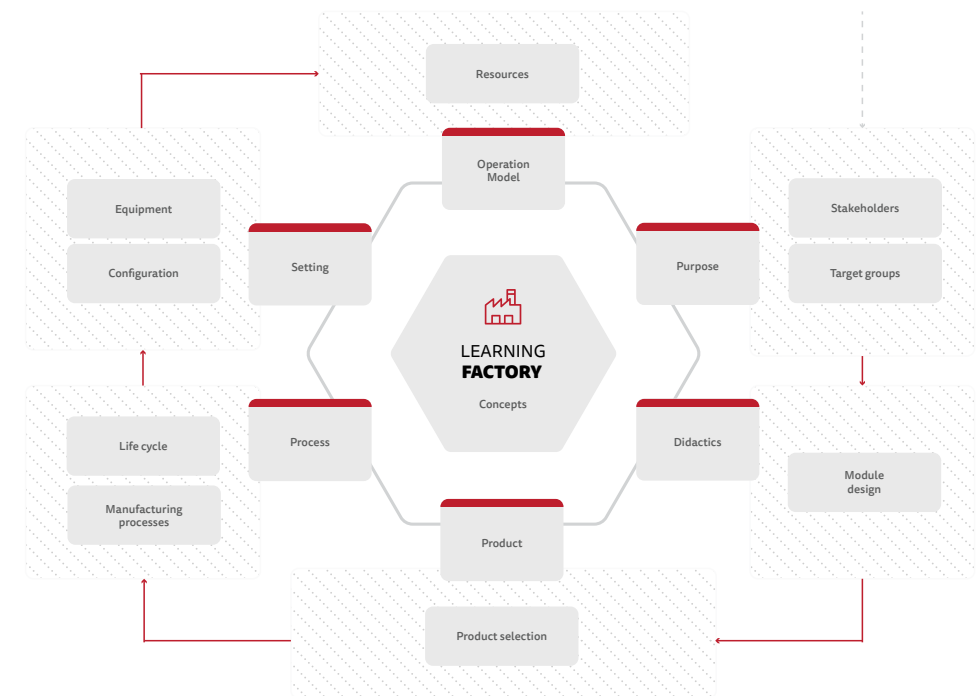 Resources
Operation
Model
Equipment
Configuration
Setting
Stakeholders
Target groups
Purpose
LEARNING
FACTORY
Concepts
Life cycle
Manufacturing
processes
Process
Didactics
Module
design
Product
Product selection